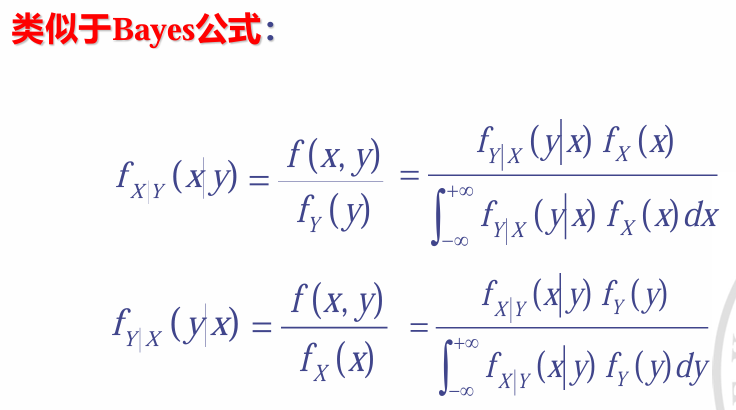 类似于Bayes公式：
f_{X|Y}(x|y) = \frac{f(x, y)}{f_Y(y)} = \frac{f_{Y|X}(y|x) f_X(x)}{\int_{-\infty}^{+\infty} f_{Y|X}(y|x) f_X(x) dx}
f_{Y|X}(y|x) = \frac{f(x, y)}{f_X(x)} = \frac{f_{X|Y}(x|y) f_Y(y)}{\int_{-\infty}^{+\infty} f_{X|Y}(x|y) f_Y(y) dy}